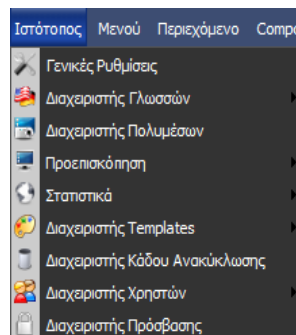 Ιστότοπος Μενού Περιεχόμενο
Γενικές Ρυθμίσεις
Διαχειριστής Γλωσσών
Διαχειριστής Πολυμέσων
Προεπισκόπηση
Στατιστικά
Διαχειριστής Templates
Διαχειριστής Κάδου Ανακύκλωσης
Διαχειριστής Χρηστών
Διαχειριστής Πρόσβασης